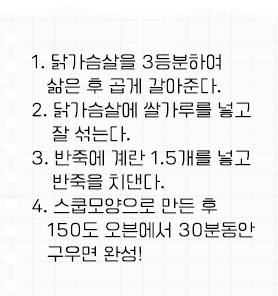 1. 닭가슴살을 3등분하여
삶은 후 곱게 갈아준다.
2. 닭가슴살에 쌀가루를 넣고
잘 섞는다.
3. 반죽에 계란 1.5개를 넣고
반죽을 치댄다.
4. 스쿱모양으로 만든 후
150도 오븐에서 30분동안
구우면 완성!